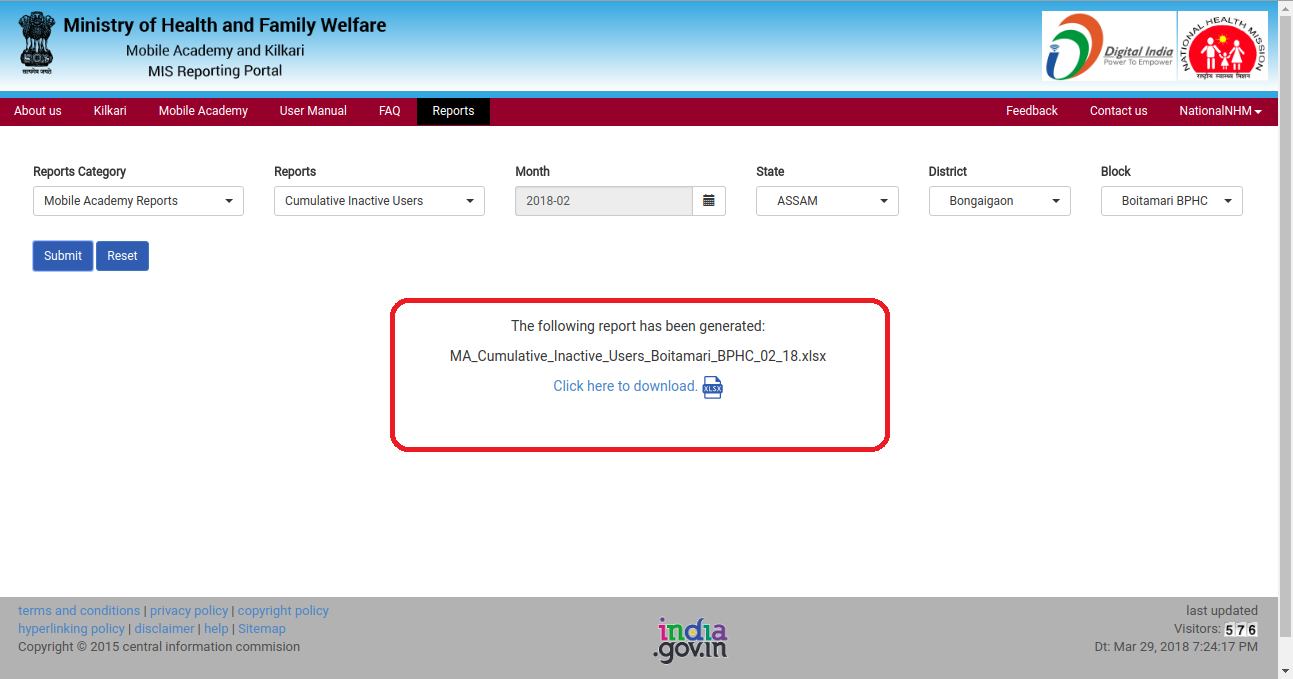 Ministry of Health and Family Welfare
Mobile Academy and Kilkari
MIS Reporting Portal
सत्यमेव जयते
Digital India
Power To Empower
NATIONAL HEALTH MISSION
राष्ट्रीय स्वास्थ्य मिशन
About us Kilkari Mobile Academy User Manual FAQ Reports Feedback Contact us NationalNHM
Reports Category Reports Month State District Block
Mobile Academy Reports Cumulative Inactive Users 2018-02 ASSAM Bongaigaon Boitamari BPHC
Submit Reset
The following report has been generated:
MA_Cumulative_Inactive_Users_Boitamari_BPHC_02_18.xlsx
Click here to download. XLSX
terms and conditions | privacy policy | copyright policy
hyperlinking policy | disclaimer | help | Sitemap
Copyright © 2015 central information commision
india
.gov.in
last updated
Visitors: 576
Dt: Mar 29, 2018 7:24:17 PM